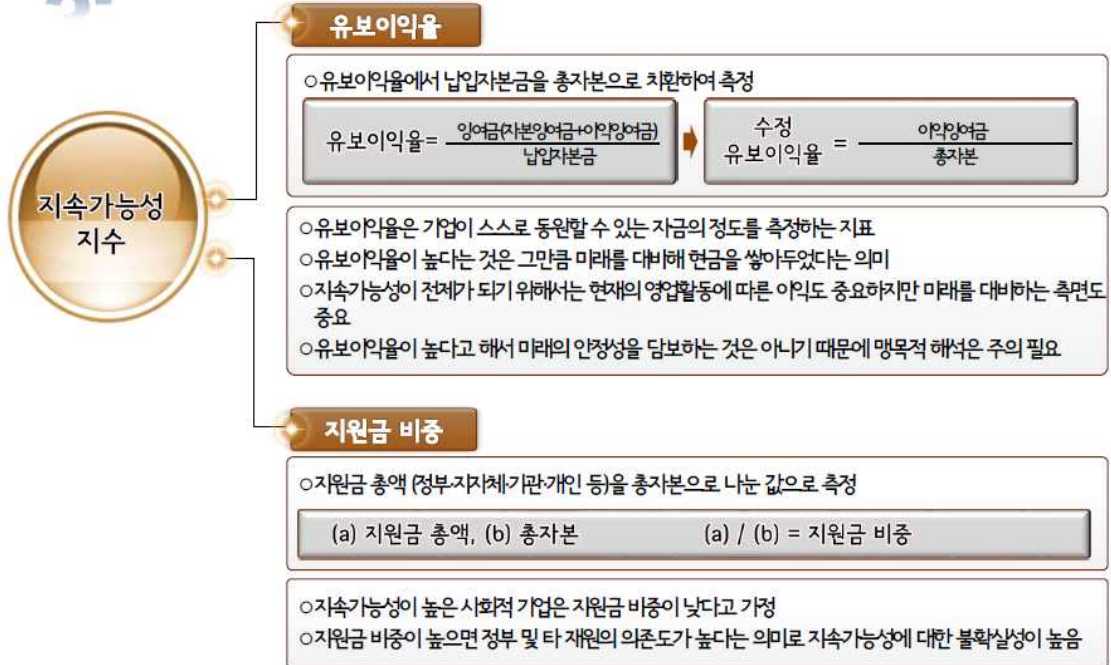 유보이익율
○유보이익율에서 납입자본금을 총자본으로 치환하여 측정
유보이익율= 잉여금(자본잉여금+이익잉여금)
납입자본금
수정
유보이익율 = 이익잉여금
총자본
지속가능성
지수
○유보이익율은 기업이 스스로 동원할 수 있는 자금의 정도를 측정하는 지표
○유보이익율이 높다는 것은 그만큼 미래를 대비해 현금을 쌓아두었다는 의미
○지속가능성이 전제가 되기 위해서는 현재의 영업활동에 따른 이익도 중요하지만 미래를 대비하는 측면도
중요
○유보이익율이 높다고 해서 미래의 안정성을 담보하는 것은 아니기 때문에 맹목적 해석은 주의 필요
지원금 비중
○지원금 총액 (정부·지자체·기관·개인 등)을 총자본으로 나눈 값으로 측정
(a) 지원금 총액, (b) 총자본 (a) / (b) = 지원금 비중
○지속가능성이 높은 사회적 기업은 지원금 비중이 낮다고 가정
○지원금 비중이 높으면 정부 및 타 재원의 의존도가 높다는 의미로 지속가능성에 대한 불확실성이 높음